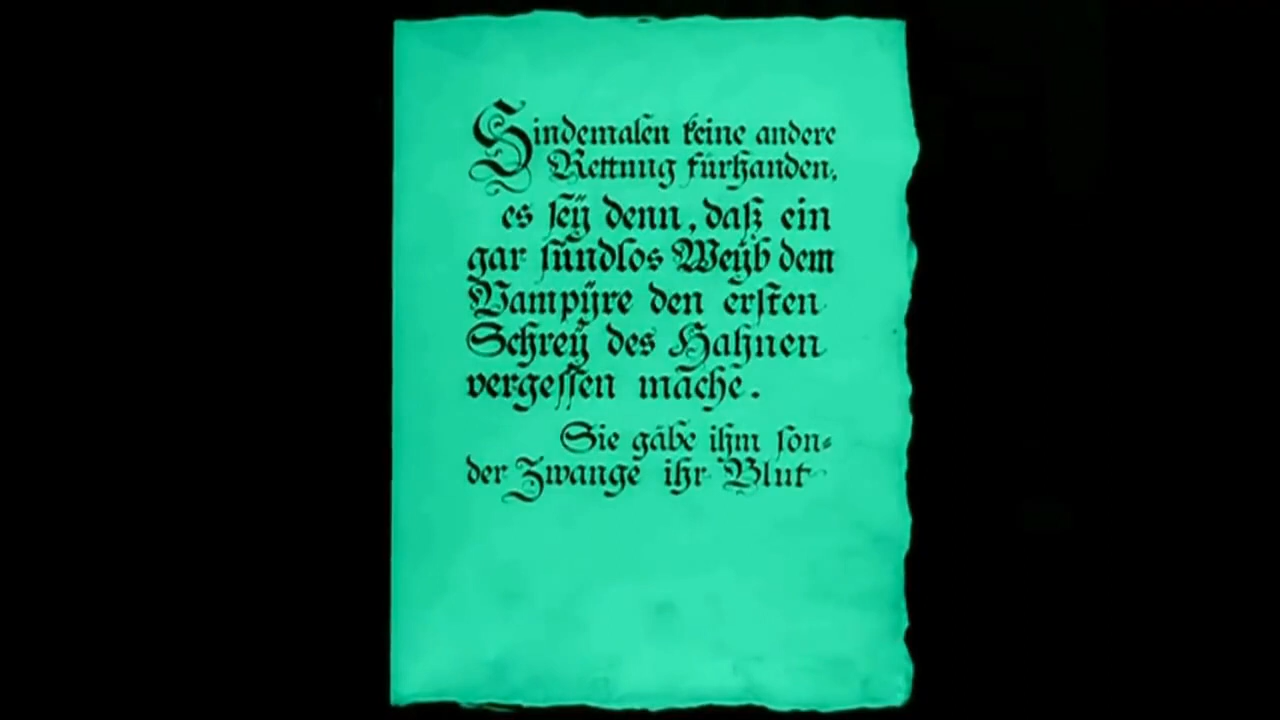 Sindemalen keine andere
Rettung fürhanden,
es ſeÿ denn, daß ein
gar ſündlos Weÿb dem
Vampÿre den erſten
Schreÿ des Hahnen
vergeſſen mache.
Sie gäbe ihm ſon⸗
der Zwange ihr Blut